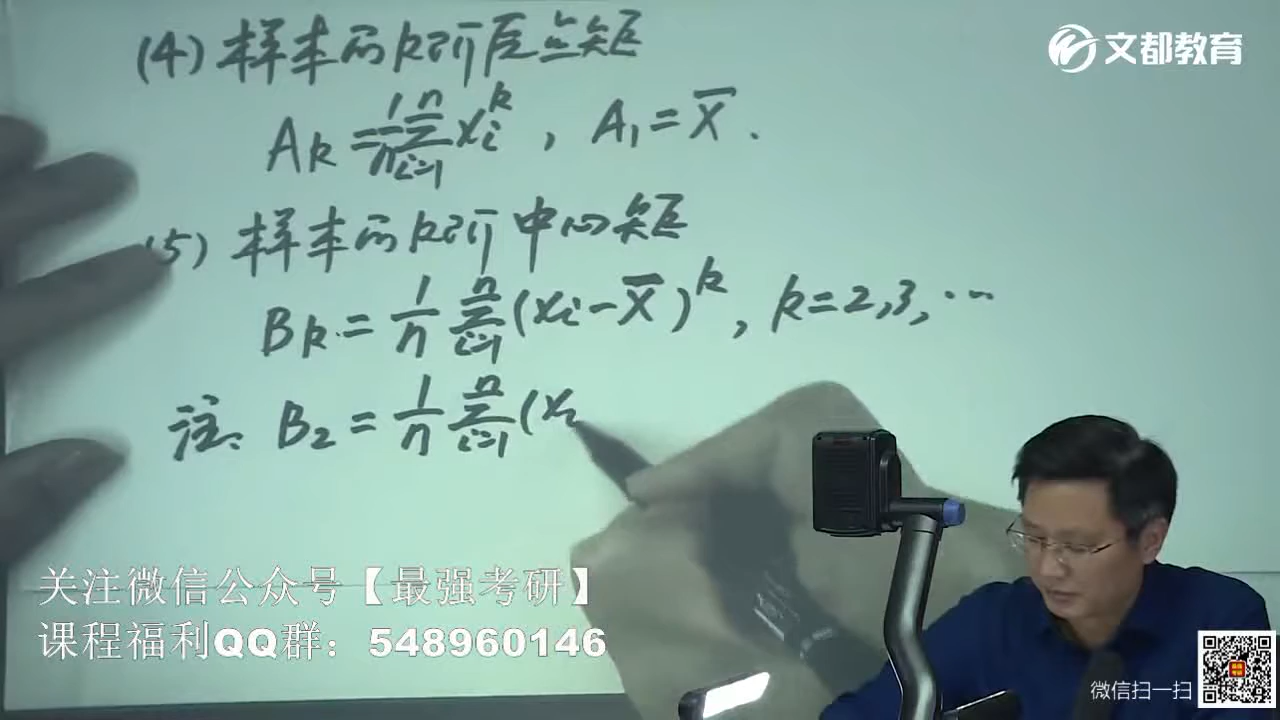 文都教育
(4) 样本的k阶原点矩
Ak = 1/n ∑_{i=1}^{n} xi^k , A1 = X̄ .
(5) 样本的k阶中心矩
Bk = 1/n ∑_{i=1}^{n} (xi - X̄)^k , k=2,3,…
注: B2 = 1/n ∑_{i=1}^{n} (xi
关注微信公众号【最强考研】
课程福利QQ群：548960146
微信扫一扫